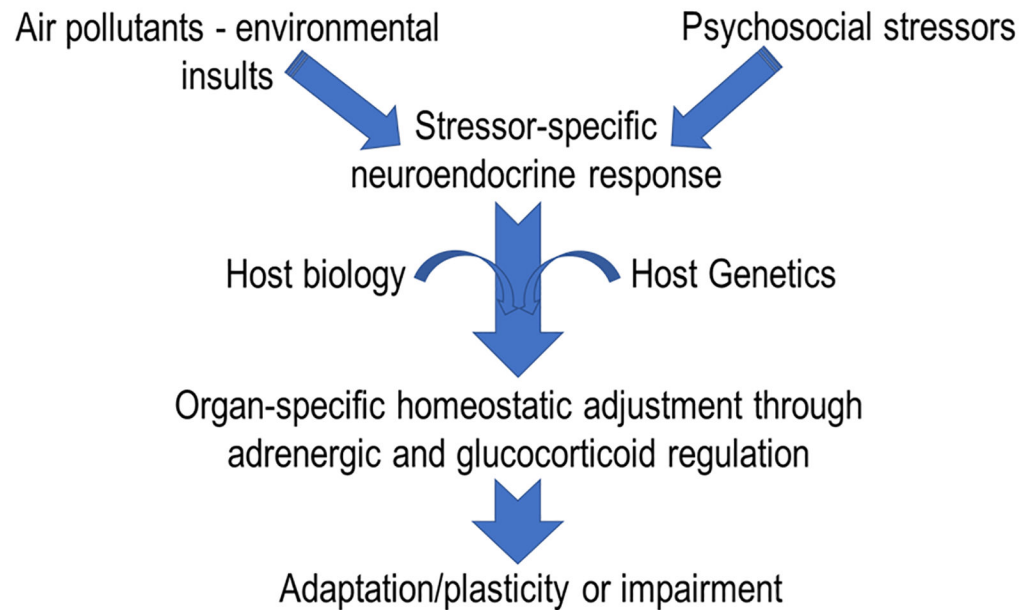 Air pollutants - environmental
insults
Psychosocial stressors
Stressor-specific
neuroendocrine response
Host biology
Host Genetics
Organ-specific homeostatic adjustment through
adrenergic and glucocorticoid regulation
Adaptation/plasticity or impairment